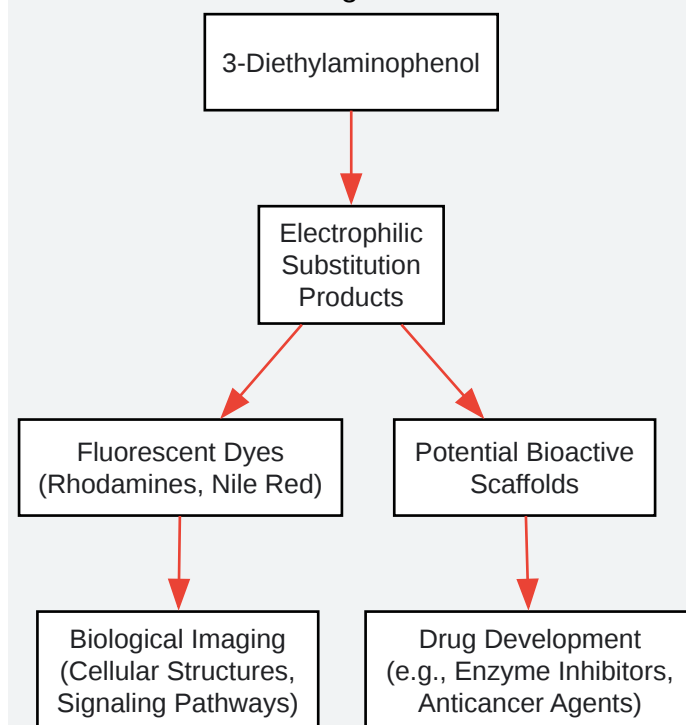 3-Diethylaminophenol
Electrophilic
Substitution
Products
Fluorescent Dyes
(Rhodamines, Nile Red)
Potential Bioactive
Scaffolds
Biological Imaging
(Cellular Structures,
Signaling Pathways)
Drug Development
(e.g., Enzyme Inhibitors,
Anticancer Agents)